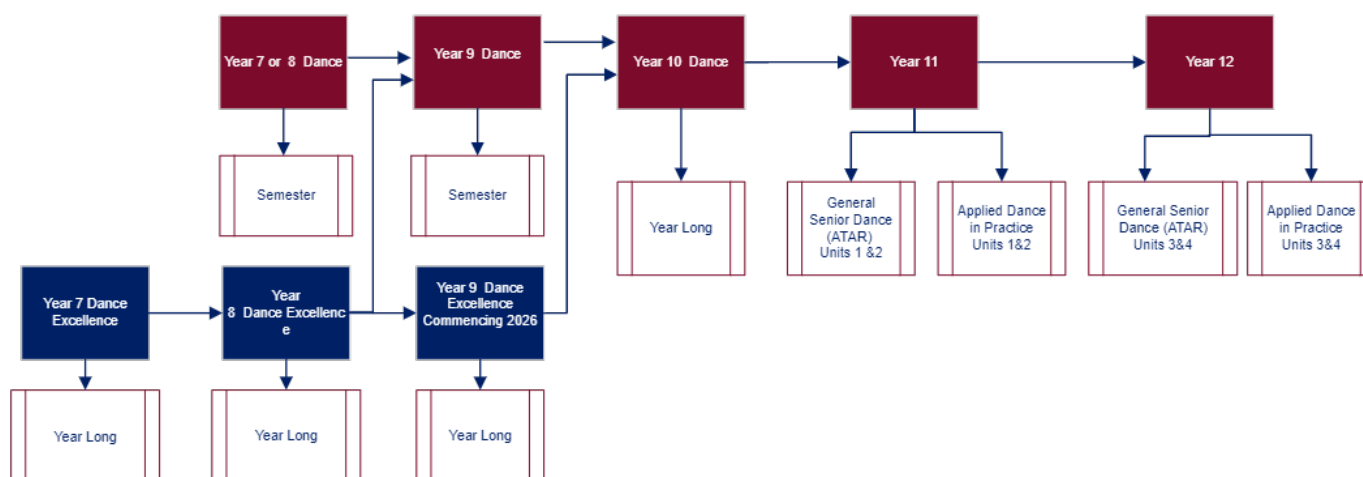 Year 7 or 8 Dance
Year 9 Dance
Year 10 Dance
Year 11
Year 12
Semester
Semester
Year Long
General
Senior Dance
(ATAR)
Units 1 &2
Applied Dance
in Practice
Units 1&2
General Senior
Dance (ATAR)
Units 3&4
Applied Dance
in Practice
Units 3&4
Year 7 Dance
Excellence
Year
8 Dance Excellenc
e
Year 9 Dance
Excellence
Commencing 2026
Year Long
Year Long
Year Long